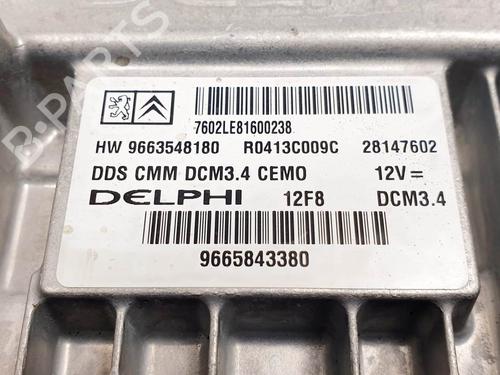 B-PARTS
7602LE81600238
HW 9663548180 R0413C009C 28147602
DDS CMM DCM3.4 CEMO 12V=
DELPHI 12F8 DCM3.4
9665843380